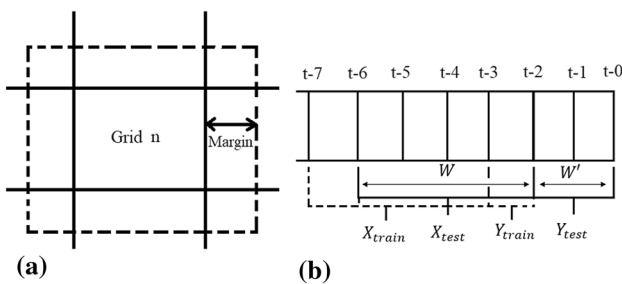 Grid n
Margin
(a)
t-7 t-6 t-5 t-4 t-3 t-2 t-1 t-0
W W'
X_train X_test Y_train Y_test
(b)